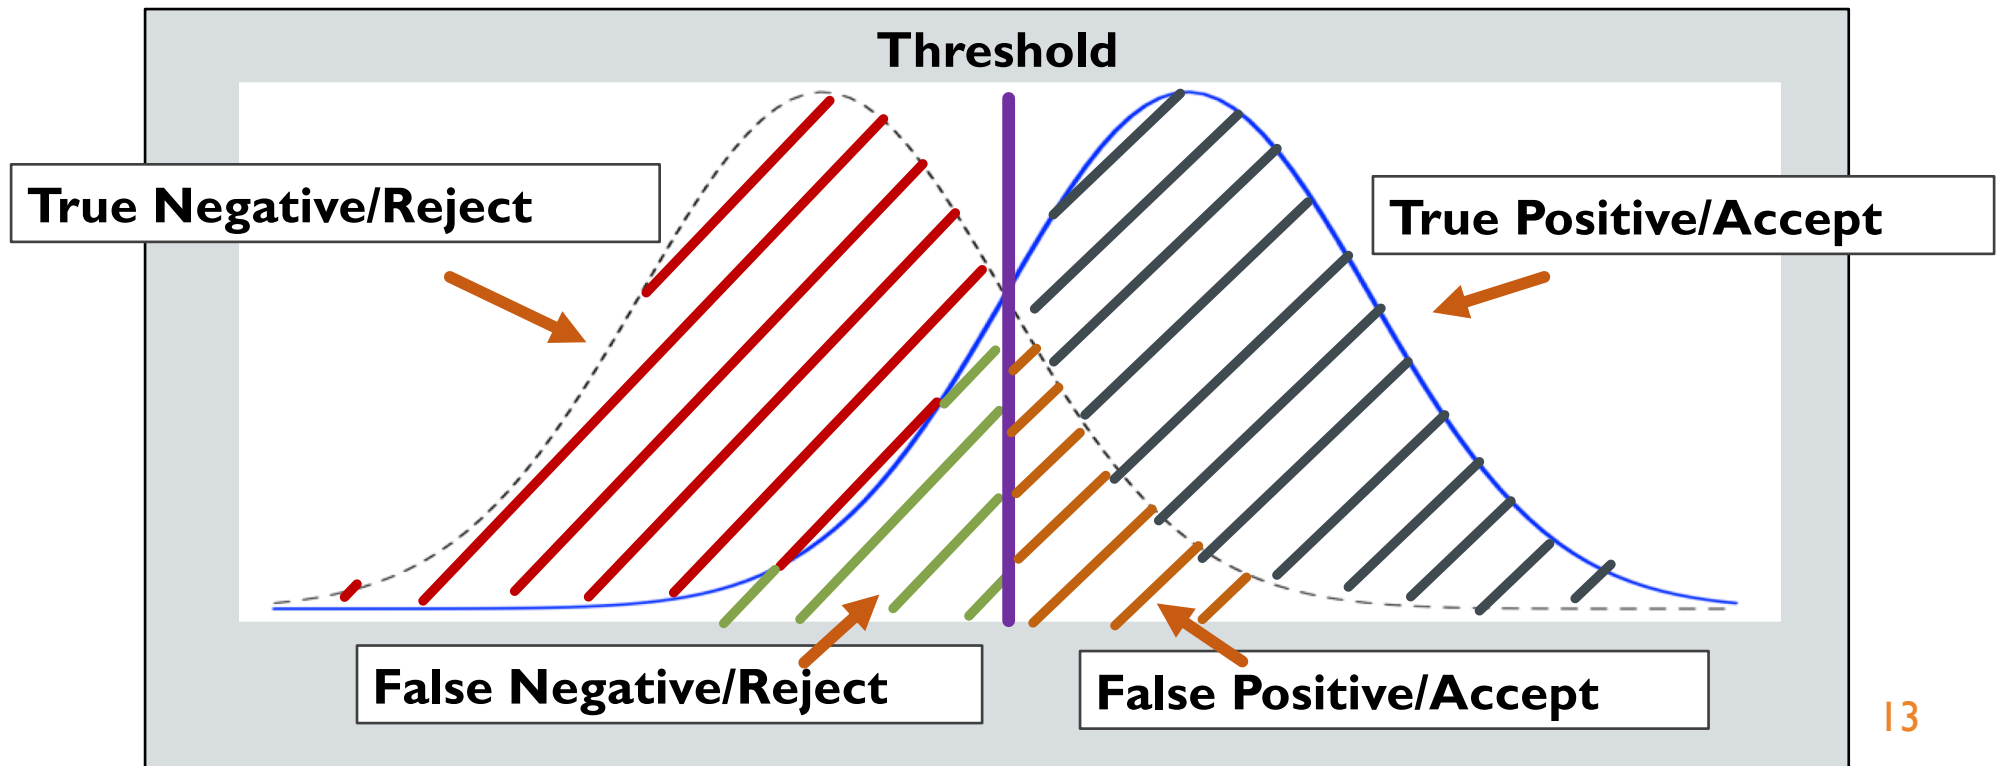 Threshold
True Negative/Reject
True Positive/Accept
False Negative/Reject
False Positive/Accept
13